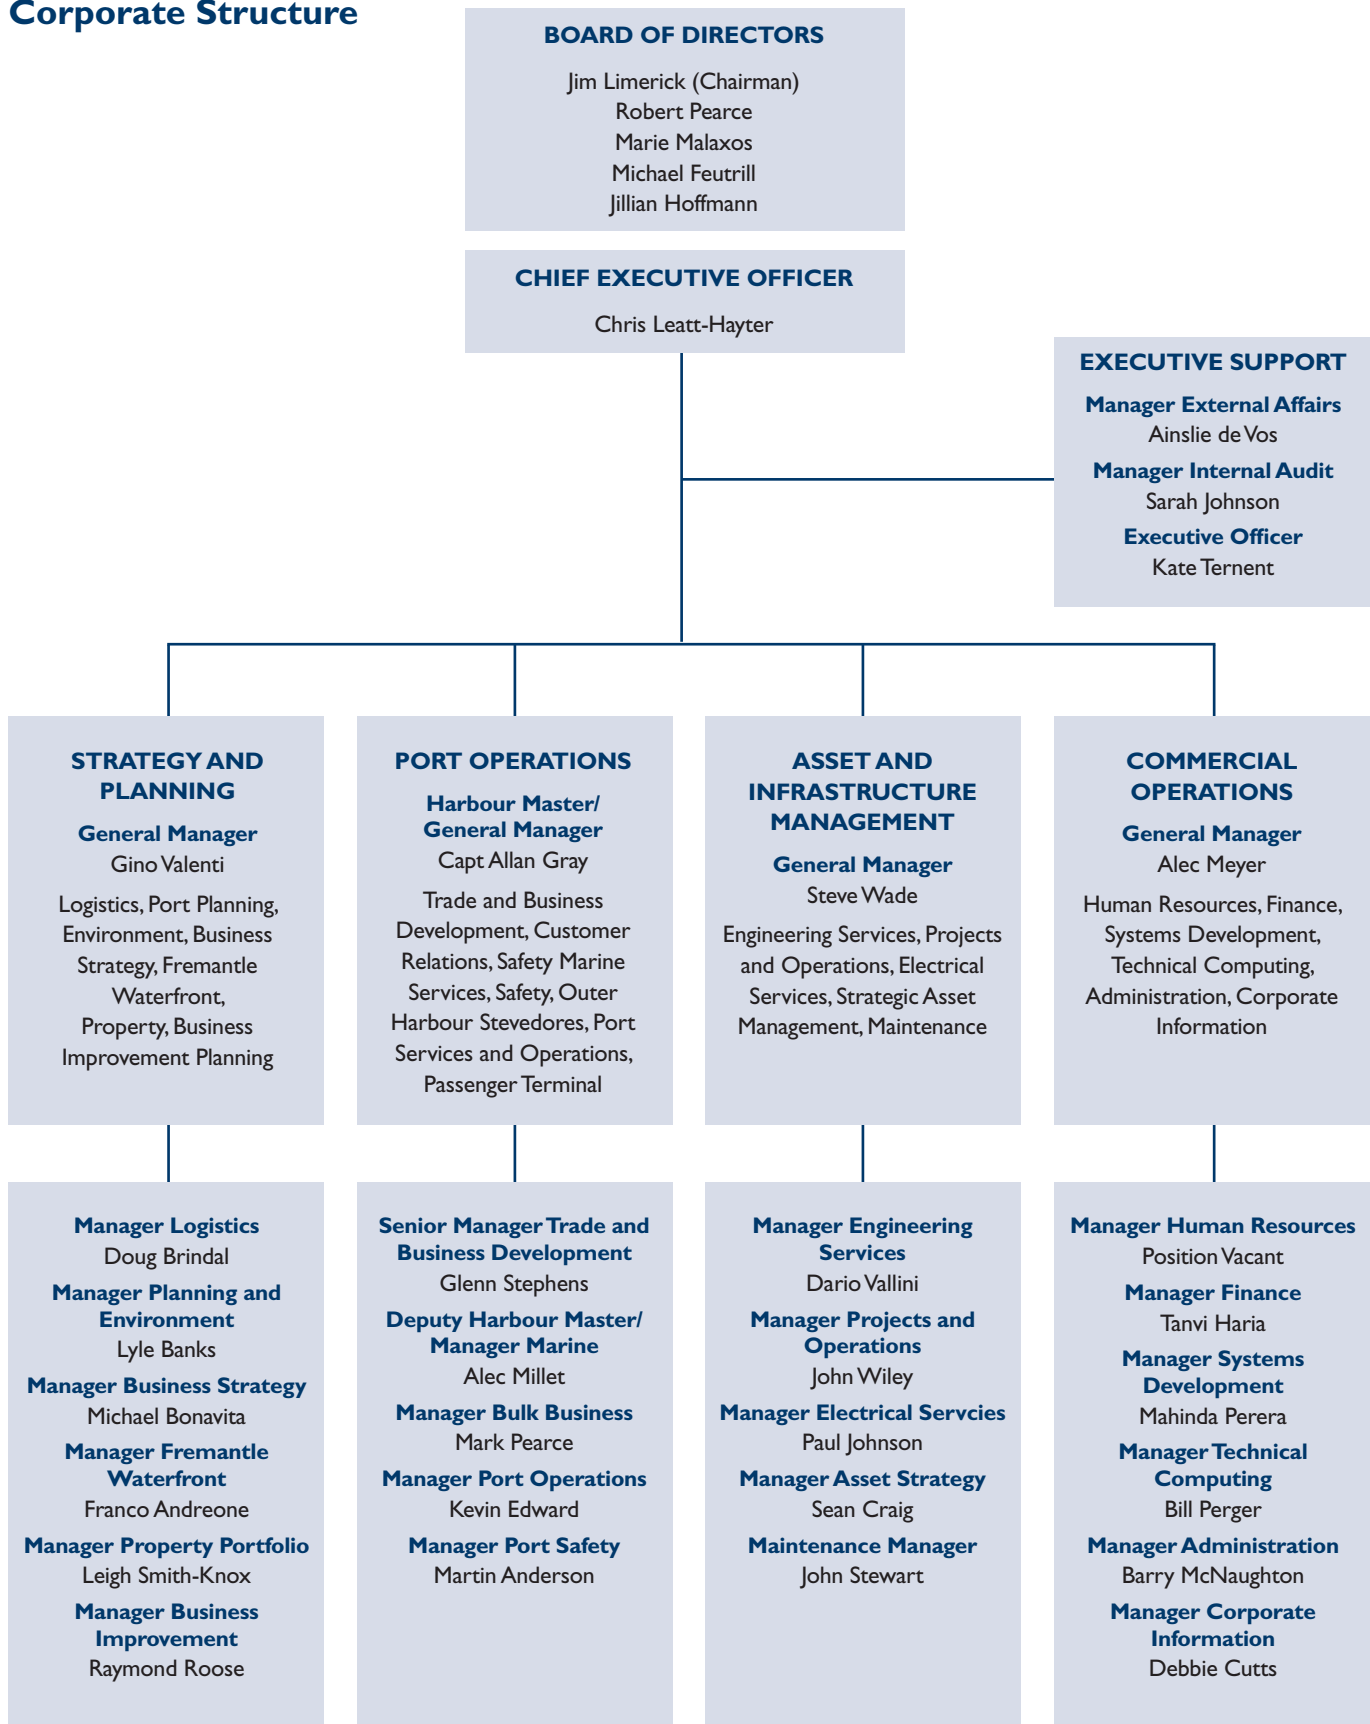 Corporate Structure
BOARD OF DIRECTORS
Jim Limerick (Chairman)
Robert Pearce
Marie Malaxos
Michael Feutrill
Jillian Hoffmann
CHIEF EXECUTIVE OFFICER
Chris Leatt-Hayter
EXECUTIVE SUPPORT
Manager External Affairs
Ainslie de Vos
Manager Internal Audit
Sarah Johnson
Executive Officer
Kate Ternent
STRATEGY AND
PLANNING
General Manager
Gino Valenti
Logistics, Port Planning,
Environment, Business
Strategy, Fremantle
Waterfront,
Property, Business
Improvement Planning
PORT OPERATIONS
Harbour Master/
General Manager
Capt Allan Gray
Trade and Business
Development, Customer
Relations, Safety Marine
Services, Safety, Outer
Harbour Stevedores, Port
Services and Operations,
Passenger Terminal
ASSET AND
INFRASTRUCTURE
MANAGEMENT
General Manager
Steve Wade
Engineering Services, Projects
and Operations, Electrical
Services, Strategic Asset
Management, Maintenance
COMMERCIAL
OPERATIONS
General Manager
Alec Meyer
Human Resources, Finance,
Systems Development,
Technical Computing,
Administration, Corporate
Information
Manager Logistics
Doug Brindal
Manager Planning and
Environment
Lyle Banks
Manager Business Strategy
Michael Bonavita
Manager Fremantle
Waterfront
Franco Andreone
Manager Property Portfolio
Leigh Smith-Knox
Manager Business
Improvement
Raymond Roose
Senior Manager Trade and
Business Development
Glenn Stephens
Deputy Harbour Master/
Manager Marine
Alec Millet
Manager Bulk Business
Mark Pearce
Manager Port Operations
Kevin Edward
Manager Port Safety
Martin Anderson
Manager Engineering
Services
Dario Vallini
Manager Projects and
Operations
John Wiley
Manager Electrical Servcies
Paul Johnson
Manager Asset Strategy
Sean Craig
Maintenance Manager
John Stewart
Manager Human Resources
Position Vacant
Manager Finance
Tanvi Haria
Manager Systems
Development
Mahinda Perera
Manager Technical
Computing
Bill Perger
Manager Administration
Barry McNaughton
Manager Corporate
Information
Debbie Cutts